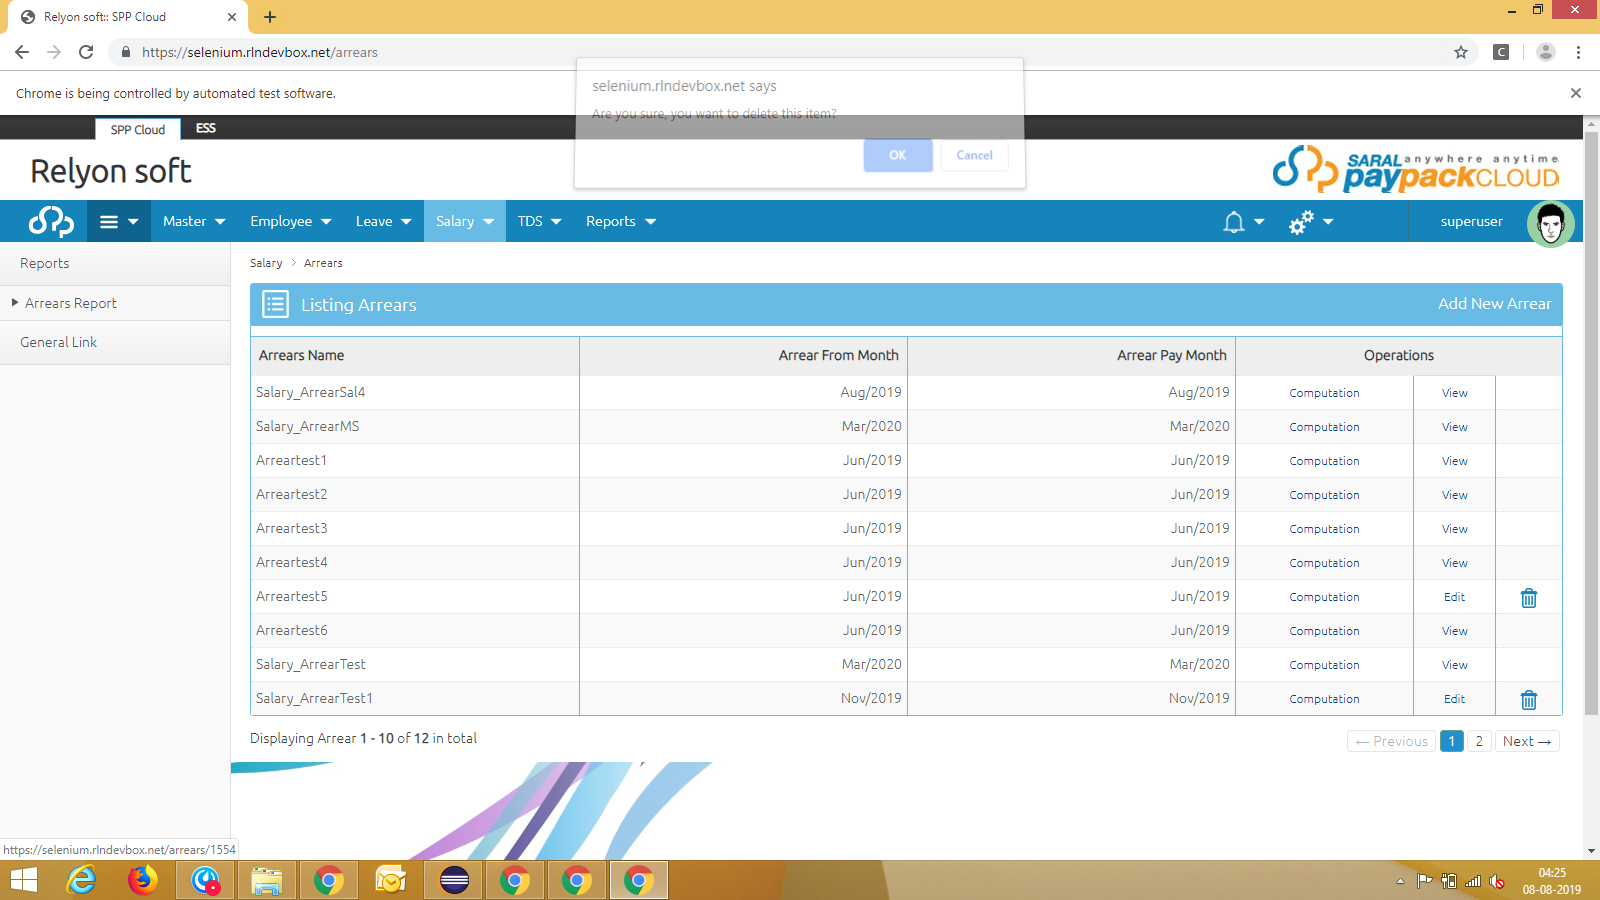 Relyon soft:: SPP Cloud
https://selenium.rlndevbox.net/arrears
Chrome is being controlled by automated test software.
selenium.rlndevbox.net says
Are you sure, you want to delete this item?
OK
Cancel
SPP Cloud
ESS
Relyon soft
SARAL anywhere anytime
paypackCLOUD
Master
Employee
Leave
Salary
TDS
Reports
superuser
Reports
Arrears Report
General Link
Salary > Arrears
Listing Arrears
Add New Arrear
Arrears Name Arrear From Month Arrear Pay Month Operations
Salary_ArrearSal4 Aug/2019 Aug/2019 Computation View
Salary_ArrearMS Mar/2020 Mar/2020 Computation View
Arreartest1 Jun/2019 Jun/2019 Computation View
Arreartest2 Jun/2019 Jun/2019 Computation View
Arreartest3 Jun/2019 Jun/2019 Computation View
Arreartest4 Jun/2019 Jun/2019 Computation View
Areartest5 Jun/2019 Jun/2019 Computation Edit
Arreartest6 Jun/2019 Jun/2019 Computation View
Salary_ArrearTest Mar/2020 Mar/2020 Computation View
Salary_ArrearTest1 Nov/2019 Nov/2019 Computation Edit
Displaying Arrear 1 - 10 of 12 in total
← Previous 1 2 Next →
https://selenium.rlndevbox.net/arrears/1554
04:25
08-08-2019